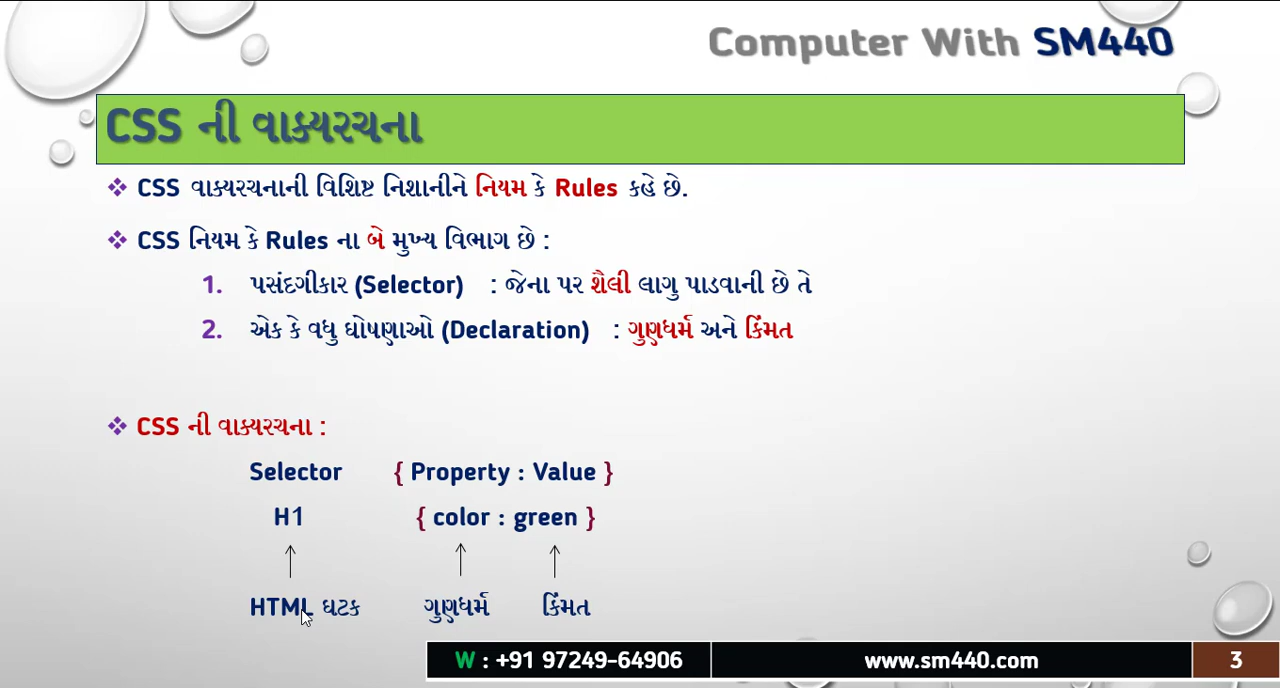 Computer With SM440
CSS ની વાક્યરચના
❖ CSS વાક્યરચનાની વિશિષ્ટ નિશાનીને નિયમ કે Rules કહે છે.
❖ CSS નિયમ કે Rules ના બે મુખ્ય વિભાગ છે :
1. પસંદગીકાર (Selector) : જેના પર શૈલી લાગુ પાડવાની છે તે
2. એક કે વધુ ઘોષણાઓ (Declaration) : ગુણધર્મ અને કિંમત
❖ CSS ની વાક્યરચના :
Selector { Property : Value }
H1 { color : green }
HTML ઘટક ગુણધર્મ કિંમત
W : +91 97249-64906 www.sm440.com 3